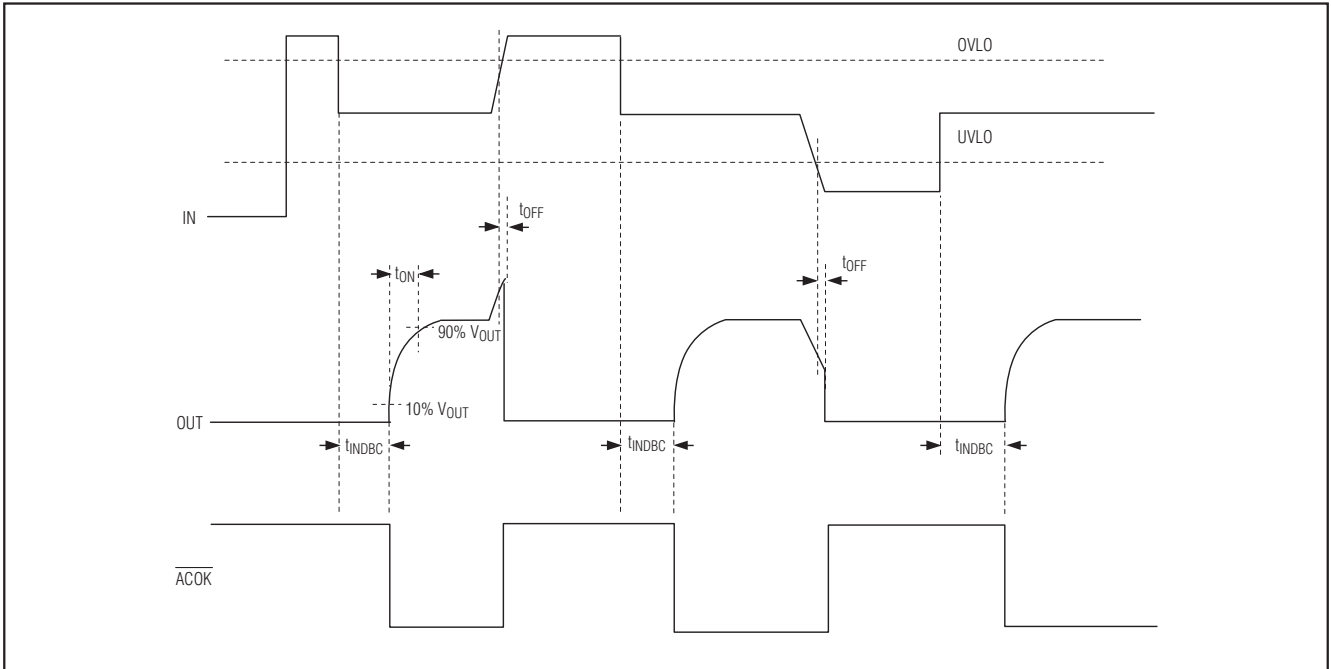 OVLO
UVLO
IN
tOFF
tON
tOFF
90% VOUT
10% VOUT
OUT
tINDBC
tINDBC
tINDBC
ACOK